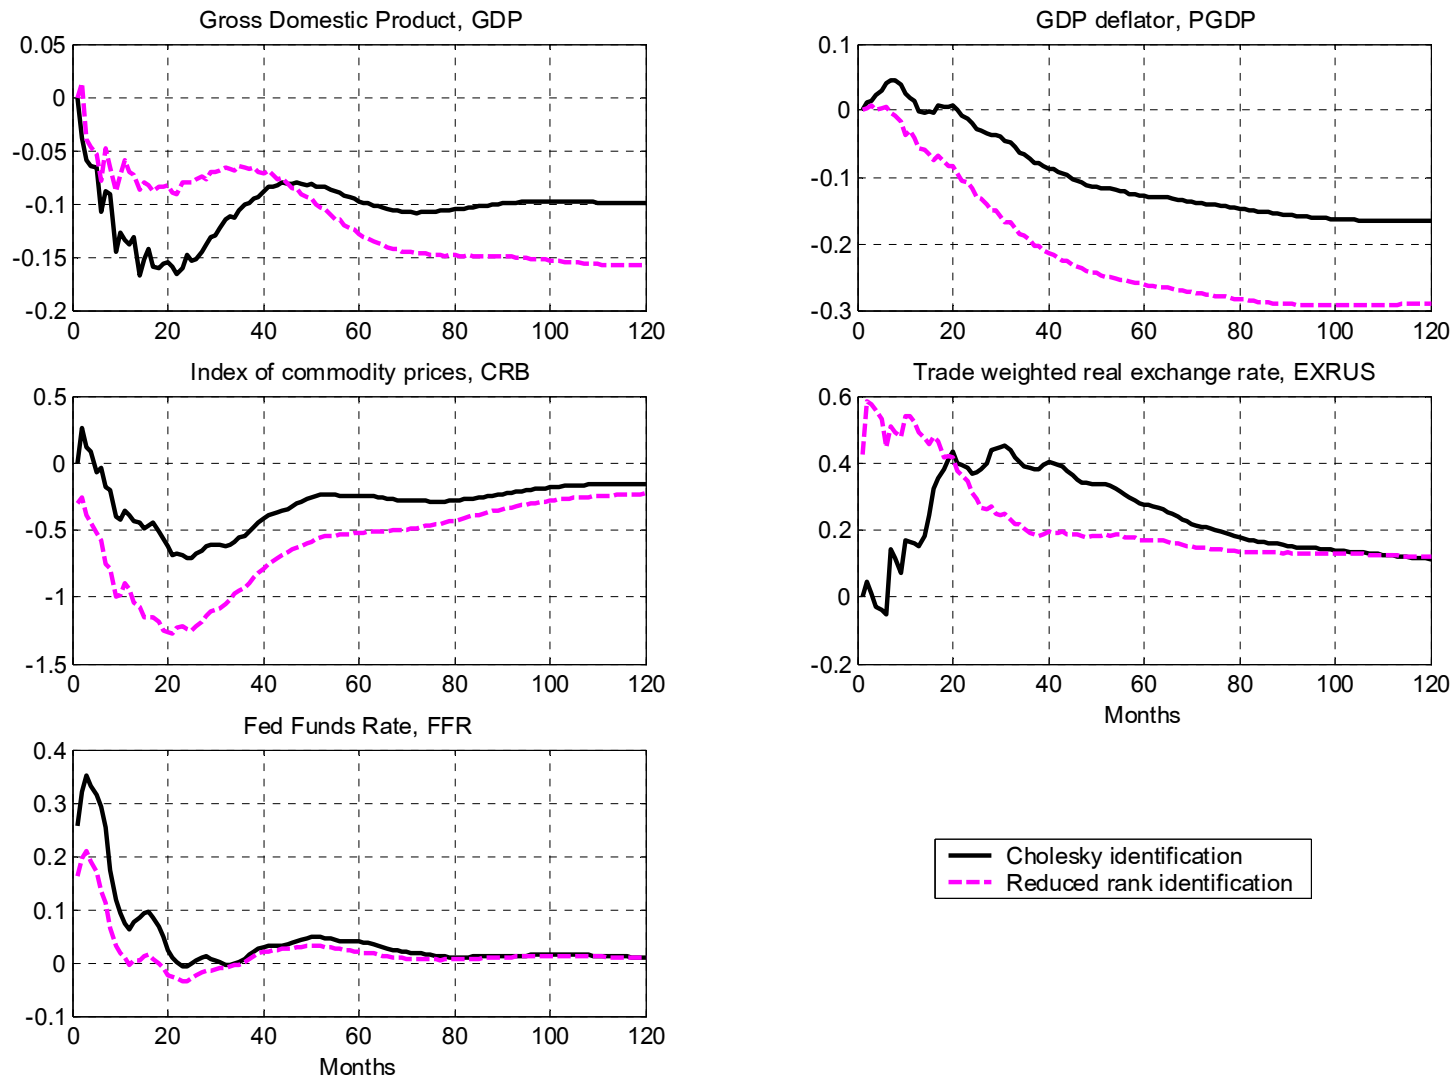 Gross Domestic Product, GDP
0.05
0
-0.05
-0.1
-0.15
-0.2
0 20 40 60 80 100 120
GDP deflator, PGDP
0.1
0
-0.1
-0.2
-0.3
0 20 40 60 80 100 120
Index of commodity prices, CRB
0.5
0
-0.5
-1
-1.5
0 20 40 60 80 100 120
Trade weighted real exchange rate, EXRUS
0.6
0.4
0.2
0
-0.2
0 20 40 60 80 100 120
Months
Fed Funds Rate, FFR
0.4
0.3
0.2
0.1
0
-0.1
0 20 40 60 80 100 120
Months
Cholesky identification
Reduced rank identification